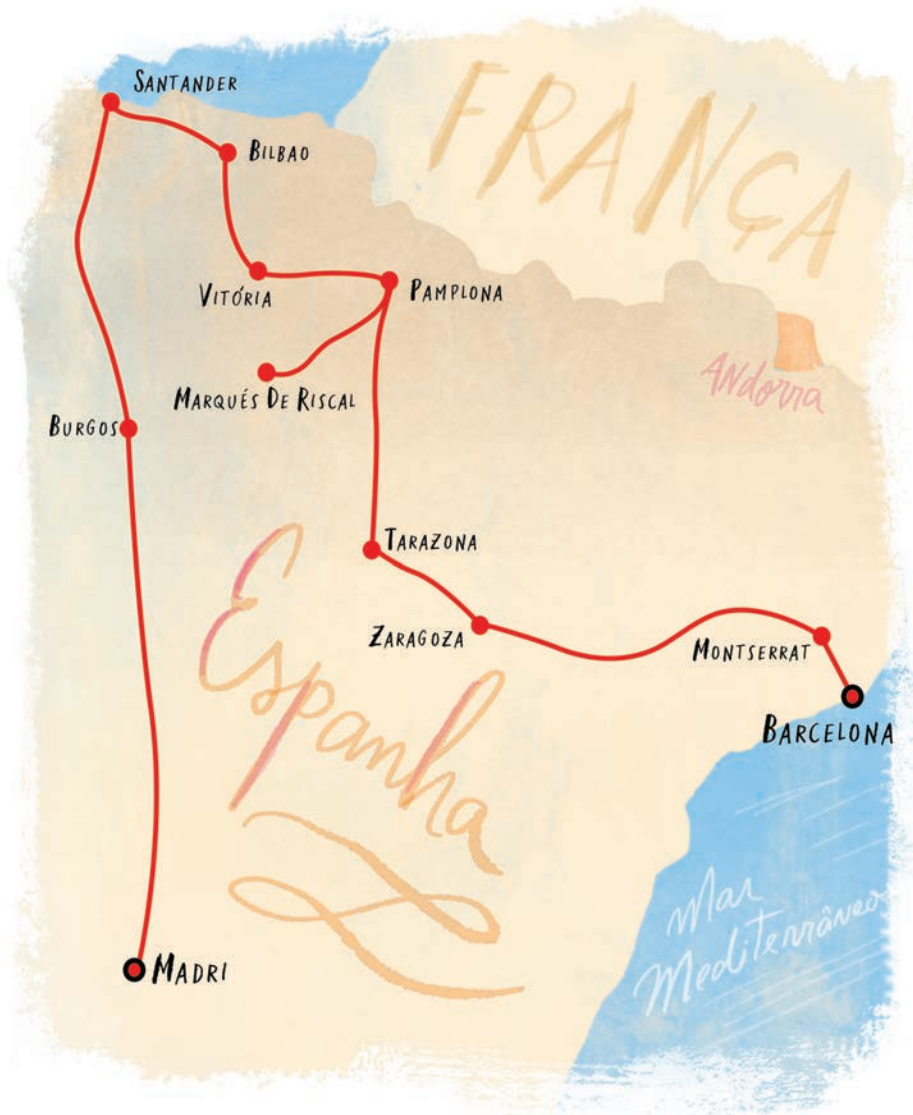 SANTANDER
FRANÇA
BILBAO
VITÓRIA
PAMPLONA
MARQUÉS DE RISCAL
ANdorra
BURGOS
Espanha
TARAZONA
ZARAGOZA
MONTSERRAT
BARCELONA
Mar
Mediterrâneo
MADRI